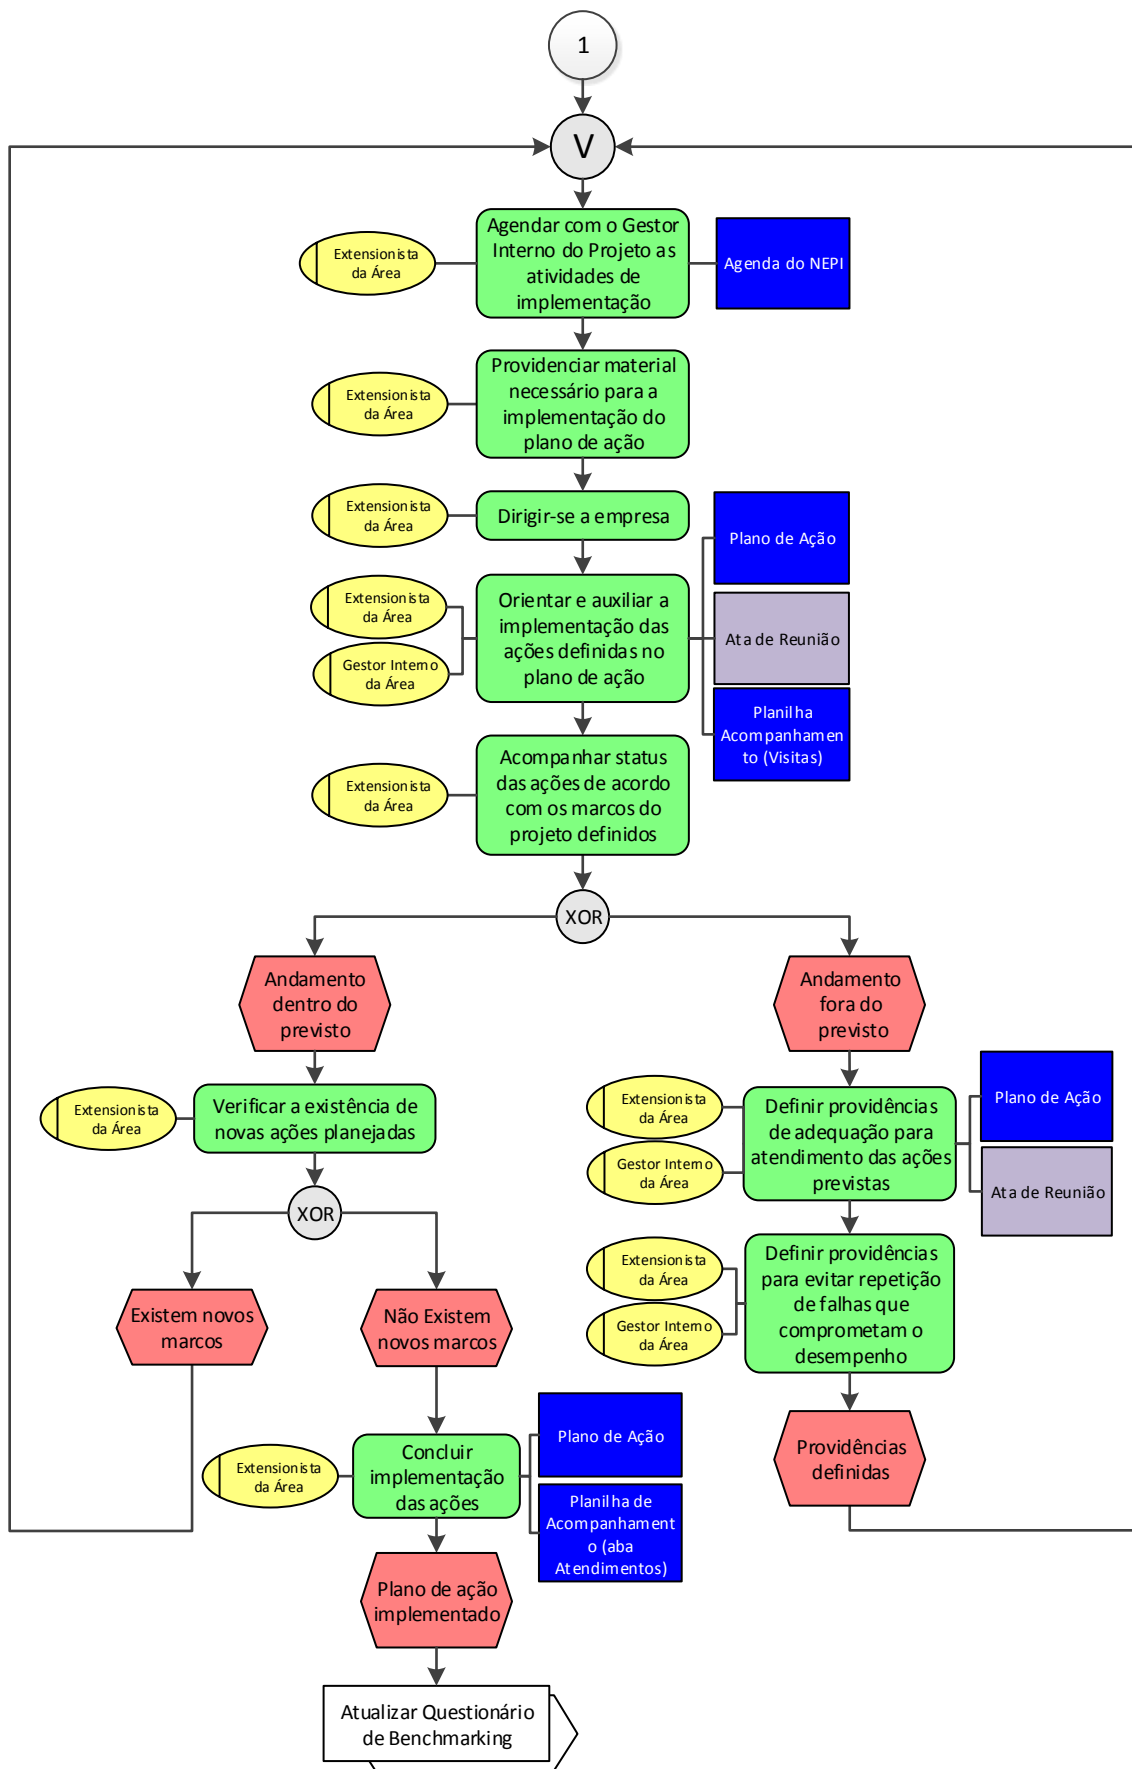 1
V
Extensionista
da Área
Agendar com o Gestor
Interno do Projeto as
atividades de
implementação
Agenda do NEPI
Extensionista
da Área
Providenciar material
necessário para a
implementação do
plano de ação
Extensionista
da Área
Dirigir-se a empresa
Extensionista
da Área
Gestor Interno
da Área
Orientar e auxiliar a
implementação das
ações definidas no
plano de ação
Plano de Ação
Ata de Reunião
Planilha
Acompanhamen
to (Visitas)
Extensionista
da Área
Acompanhar status
das ações de acordo
com os marcos do
projeto definidos
XOR
Andamento
dentro do
previsto
Andamento
fora do
previsto
Extensionista
da Área
Verificar a existência de
novas ações planejadas
Extensionista
da Área
Gestor Interno
da Área
Definir providências
de adequação para
atendimento das ações
previstas
Plano de Ação
Ata de Reunião
XOR
Extensionista
da Área
Gestor Interno
da Área
Definir providências
para evitar repetição
de falhas que
comprometam o
desempenho
Existem novos
marcos
Não Existem
novos marcos
Extensionista
da Área
Concluir
implementação
das ações
Plano de Ação
Planilha de
Acompanhament
o (aba
Atendimentos)
Providências
definidas
Plano de ação
implementado
Atualizar Questionário
de Benchmarking